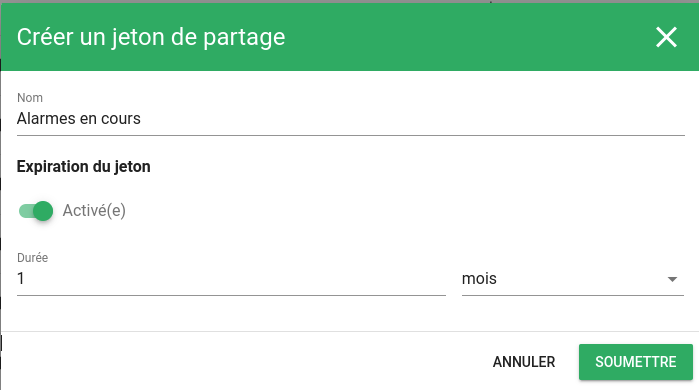 Créer un jeton de partage
Nom
Alarmes en cours
Expiration du jeton
Activé(e)
Durée
1 mois
ANNULER SOUMETTRE